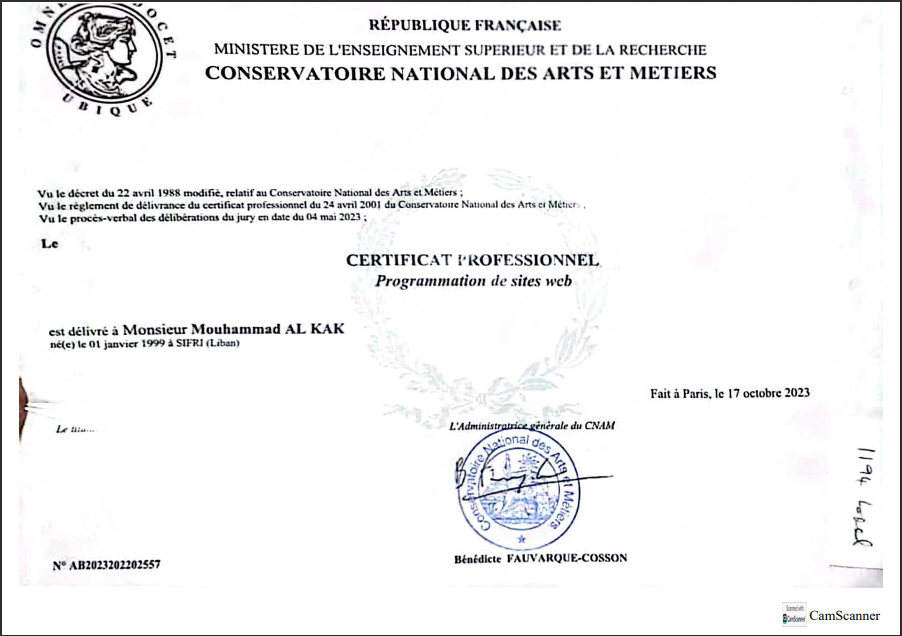 OMNES DOCET UBIQUE
RÉPUBLIQUE FRANÇAISE
MINISTERE DE L'ENSEIGNEMENT SUPERIEUR ET DE LA RECHERCHE
CONSERVATOIRE NATIONAL DES ARTS ET METIERS
Vu le décret du 22 avril 1988 modifié, relatif au Conservatoire National des Arts et Métiers ;
Vu le règlement de délivrance du certificat professionnel du 24 avril 2001 du Conservatoire National des Arts et Métiers ,
Vu le procès-verbal des délibérations du jury en date du 04 mai 2023 ;
Le
CERTIFICAT PROFESSIONNEL
Programmation de sites web
est délivré à Monsieur Mouhammad AL KAK
né(e) le 01 janvier 1999 à SIFRI (Liban)
Fait à Paris, le 17 octobre 2023
Le
L'Administratrice générale du CNAM
Conservatoire National des Arts et Métiers
Bénédicte FAUVARQUE-COSSON
N° AB2023202202557
1194
Scanned with
CamScanner
CamScanner